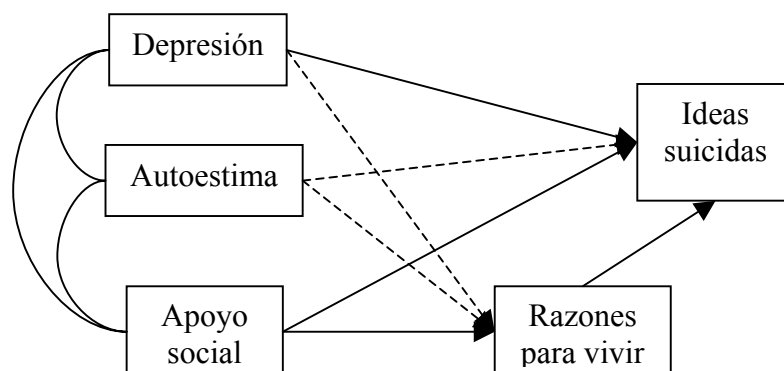 Depresión
Ideas
suicidas
Autoestima
Apoyo
social
Razones
para vivir